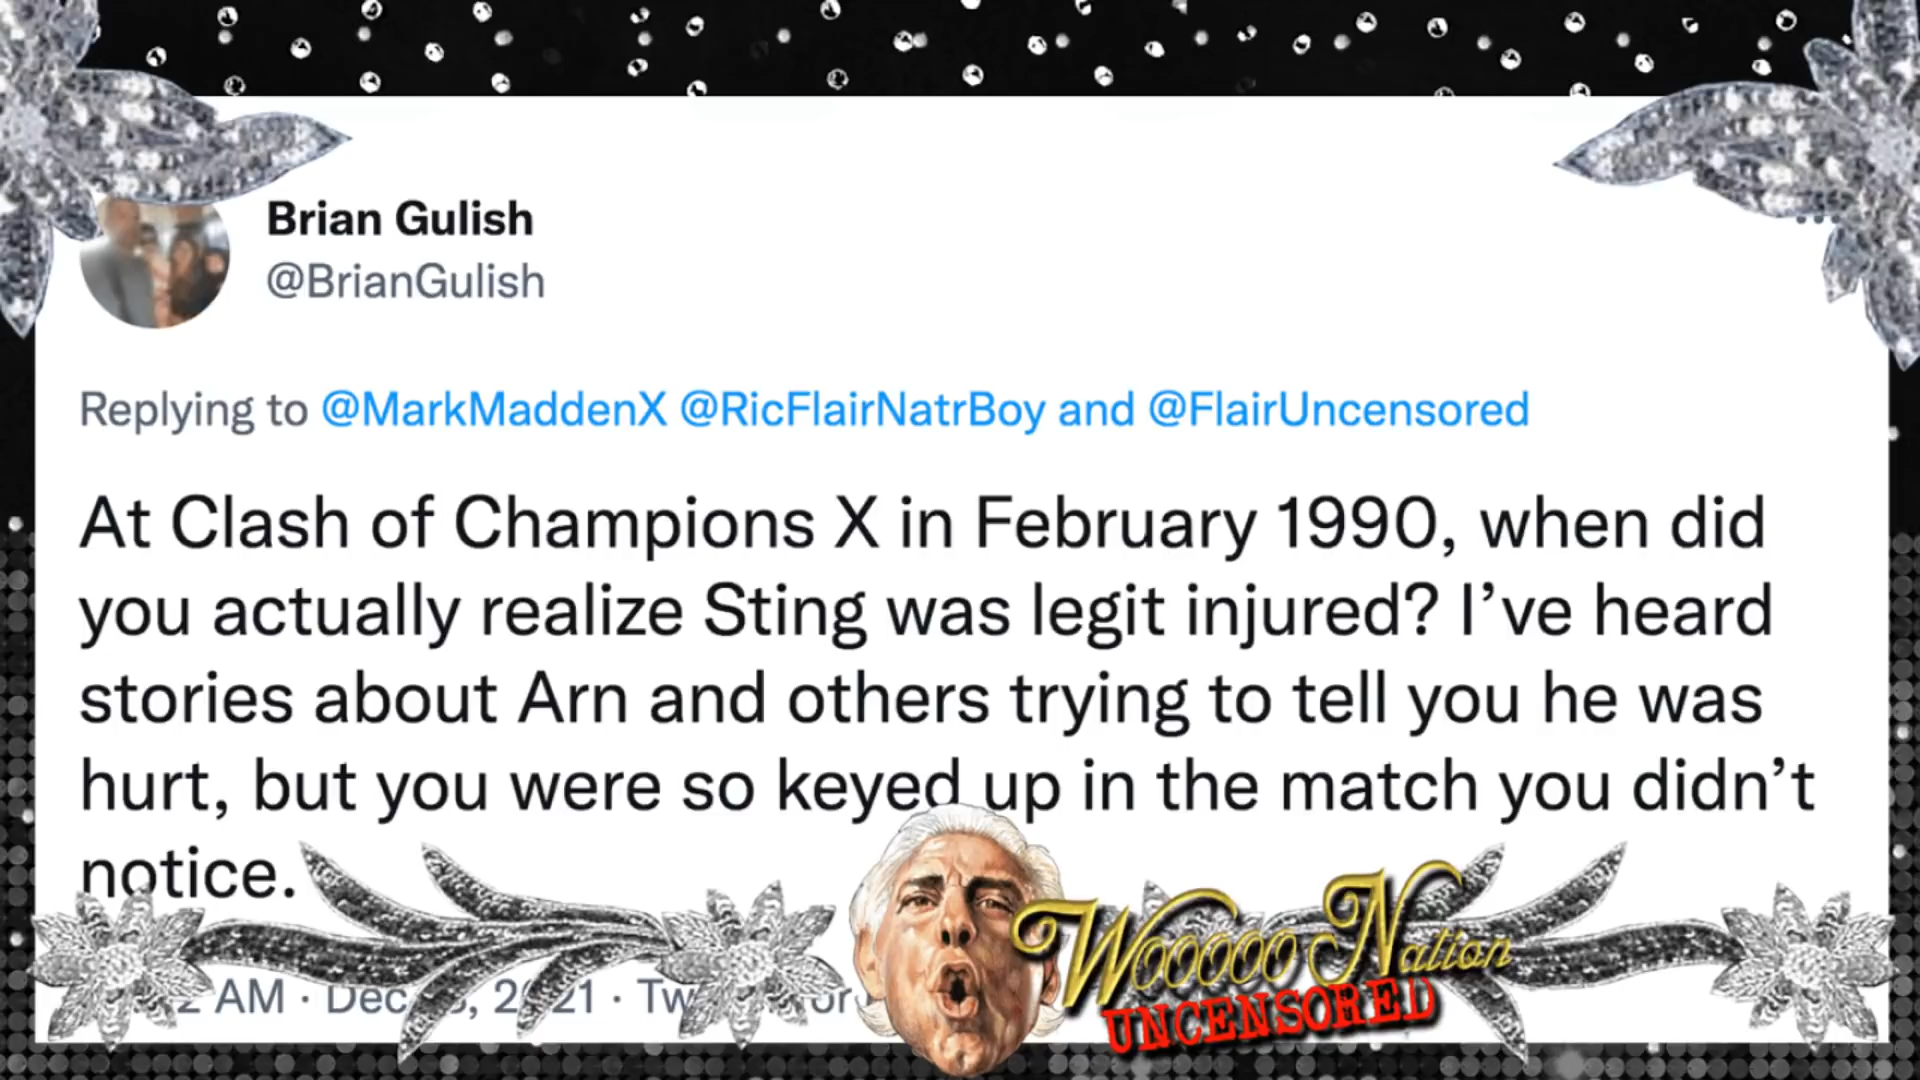 Brian Gulish
@BrianGulish
Replying to @MarkMaddenX @RicFlairNatrBoy and @FlairUncensored
At Clash of Champions X in February 1990, when did
you actually realize Sting was legit injured? I’ve heard
stories about Arn and others trying to tell you he was
hurt, but you were so keyed up in the match you didn’t
notice.
AM · Dec
Wooooo Nation
UNCENSORED